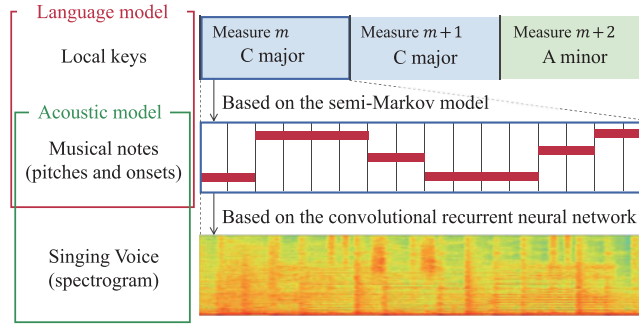 Language model
Local keys
Measure m
C major
Measure m+1
C major
Measure m+2
A minor
Based on the semi-Markov model
Acoustic model
Musical notes
(pitches and onsets)
Based on the convolutional recurrent neural network
Singing Voice
(spectrogram)